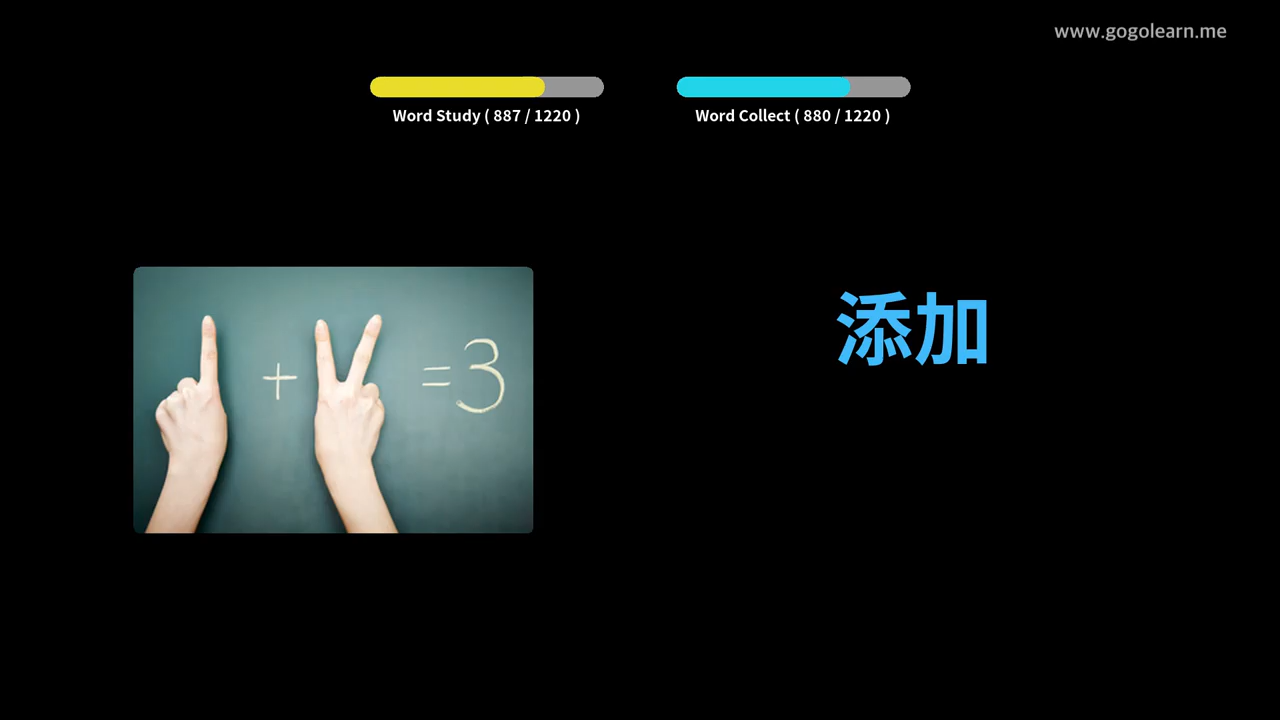 www.gogolearn.me
Word Study ( 887 / 1220 )
Word Collect ( 880 / 1220 )
添加
+ =3